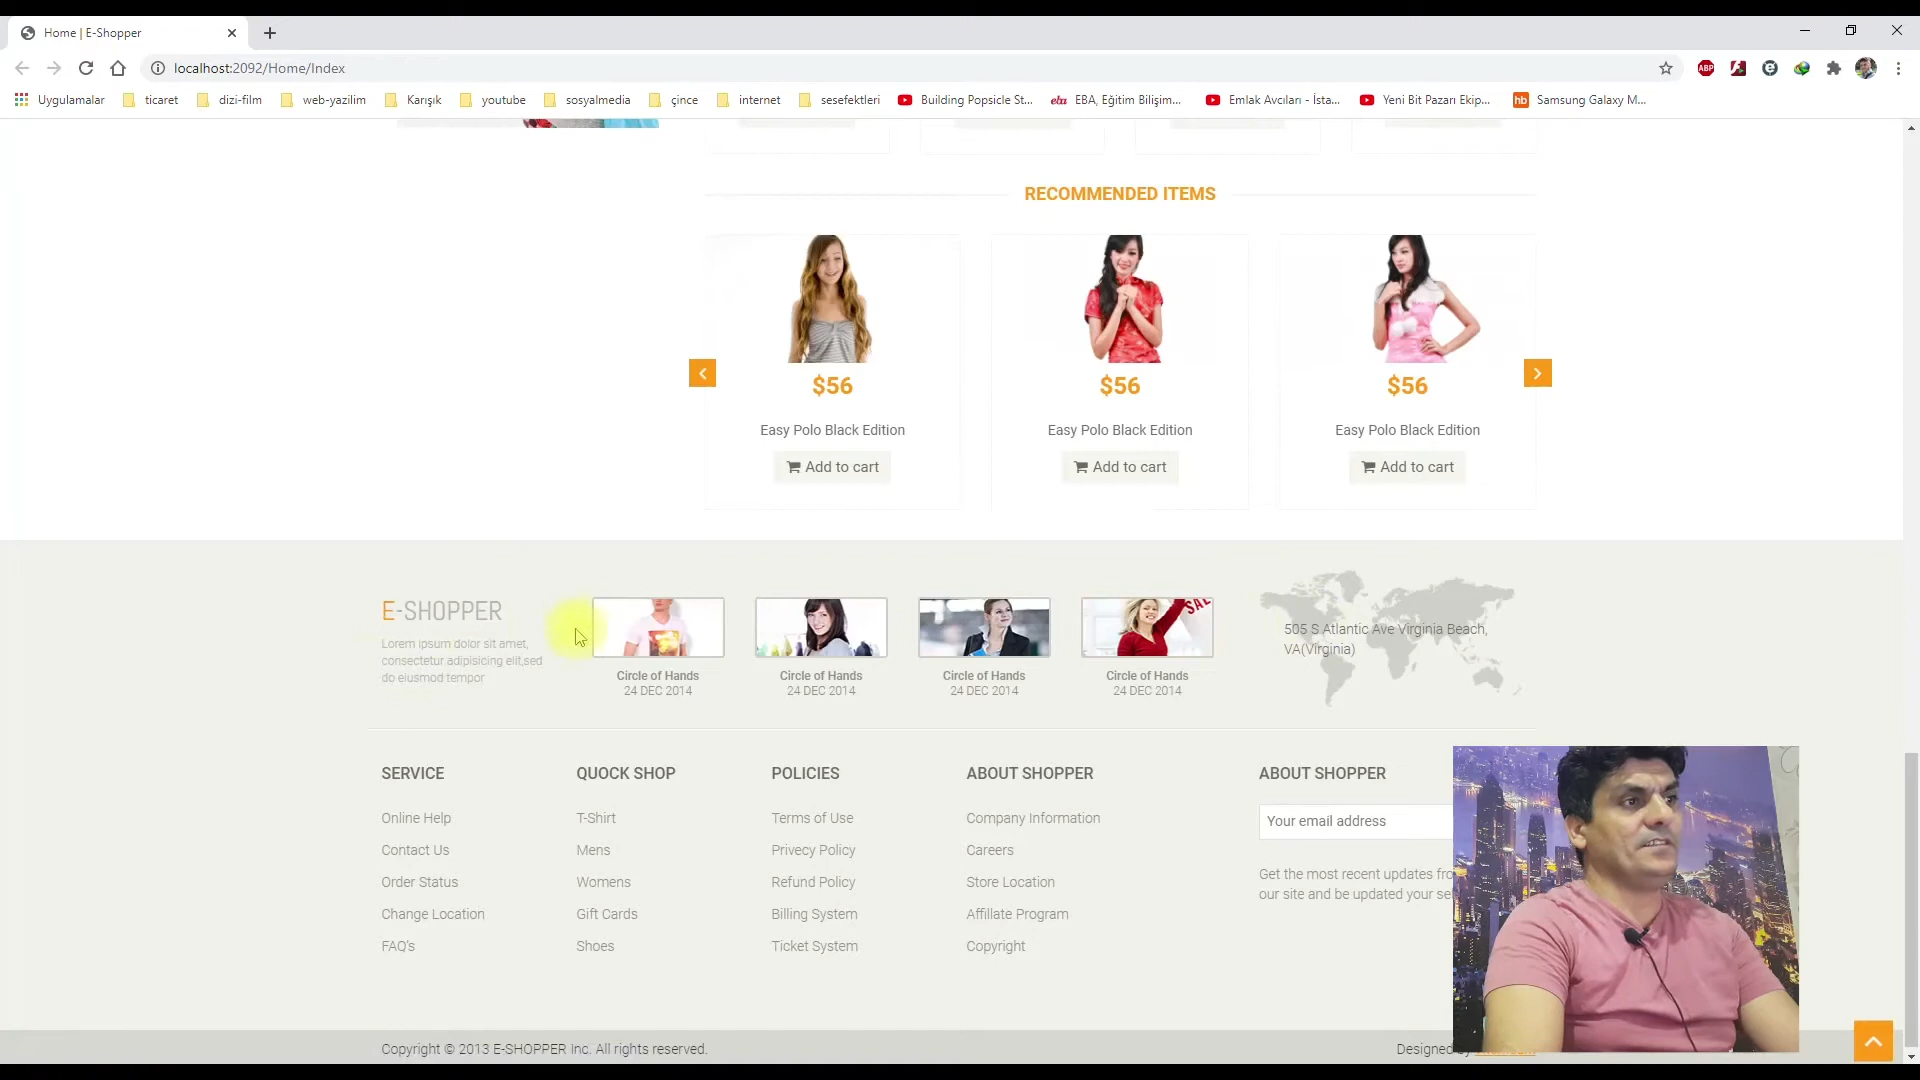 Home | E-Shopper
localhost:2092/Home/Index
ABP
Uygulamalar
ticaret
dizi-film
web-yazilim
Karışık
youtube
sosyalmedia
çince
internet
sesefektleri
Building Popsicle St...
eba
EBA, Eğitim Bilişim...
Emlak Avcıları - İsta...
Yeni Bit Pazarı Ekip...
hb
Samsung Galaxy M...
RECOMMENDED ITEMS
$56
$56
$56
Easy Polo Black Edition
Easy Polo Black Edition
Easy Polo Black Edition
Add to cart
Add to cart
Add to cart
E-SHOPPER
Lorem ipsum dolor sit amet,
consectetur adipisicing elit,sed
do eiusmod tempor
Circle of Hands
24 DEC 2014
Circle of Hands
24 DEC 2014
Circle of Hands
24 DEC 2014
SALE
Circle of Hands
24 DEC 2014
505 S Atlantic Ave Virginia Beach,
VA(Virginia)
SERVICE
Online Help
Contact Us
Order Status
Change Location
FAQ's
QUOCK SHOP
T-Shirt
Mens
Womens
Gift Cards
Shoes
POLICIES
Terms of Use
Privecy Policy
Refund Policy
Billing System
Ticket System
ABOUT SHOPPER
Company Information
Careers
Store Location
Affillate Program
Copyright
ABOUT SHOPPER
Your email address
Get the most recent updates fro
our site and be updated your se
Copyright © 2013 E-SHOPPER Inc. All rights reserved.
Designed by